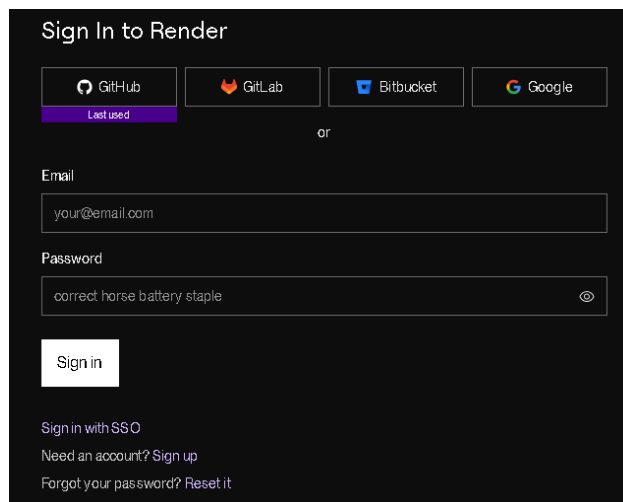 Sign In to Render
GitHub GitLab Bitbucket Google
Last used
or
Email
your@email.com
Password
correct horse battery staple
Sign in
Sign in with SSO
Need an account? Sign up
Forgot your password? Reset it